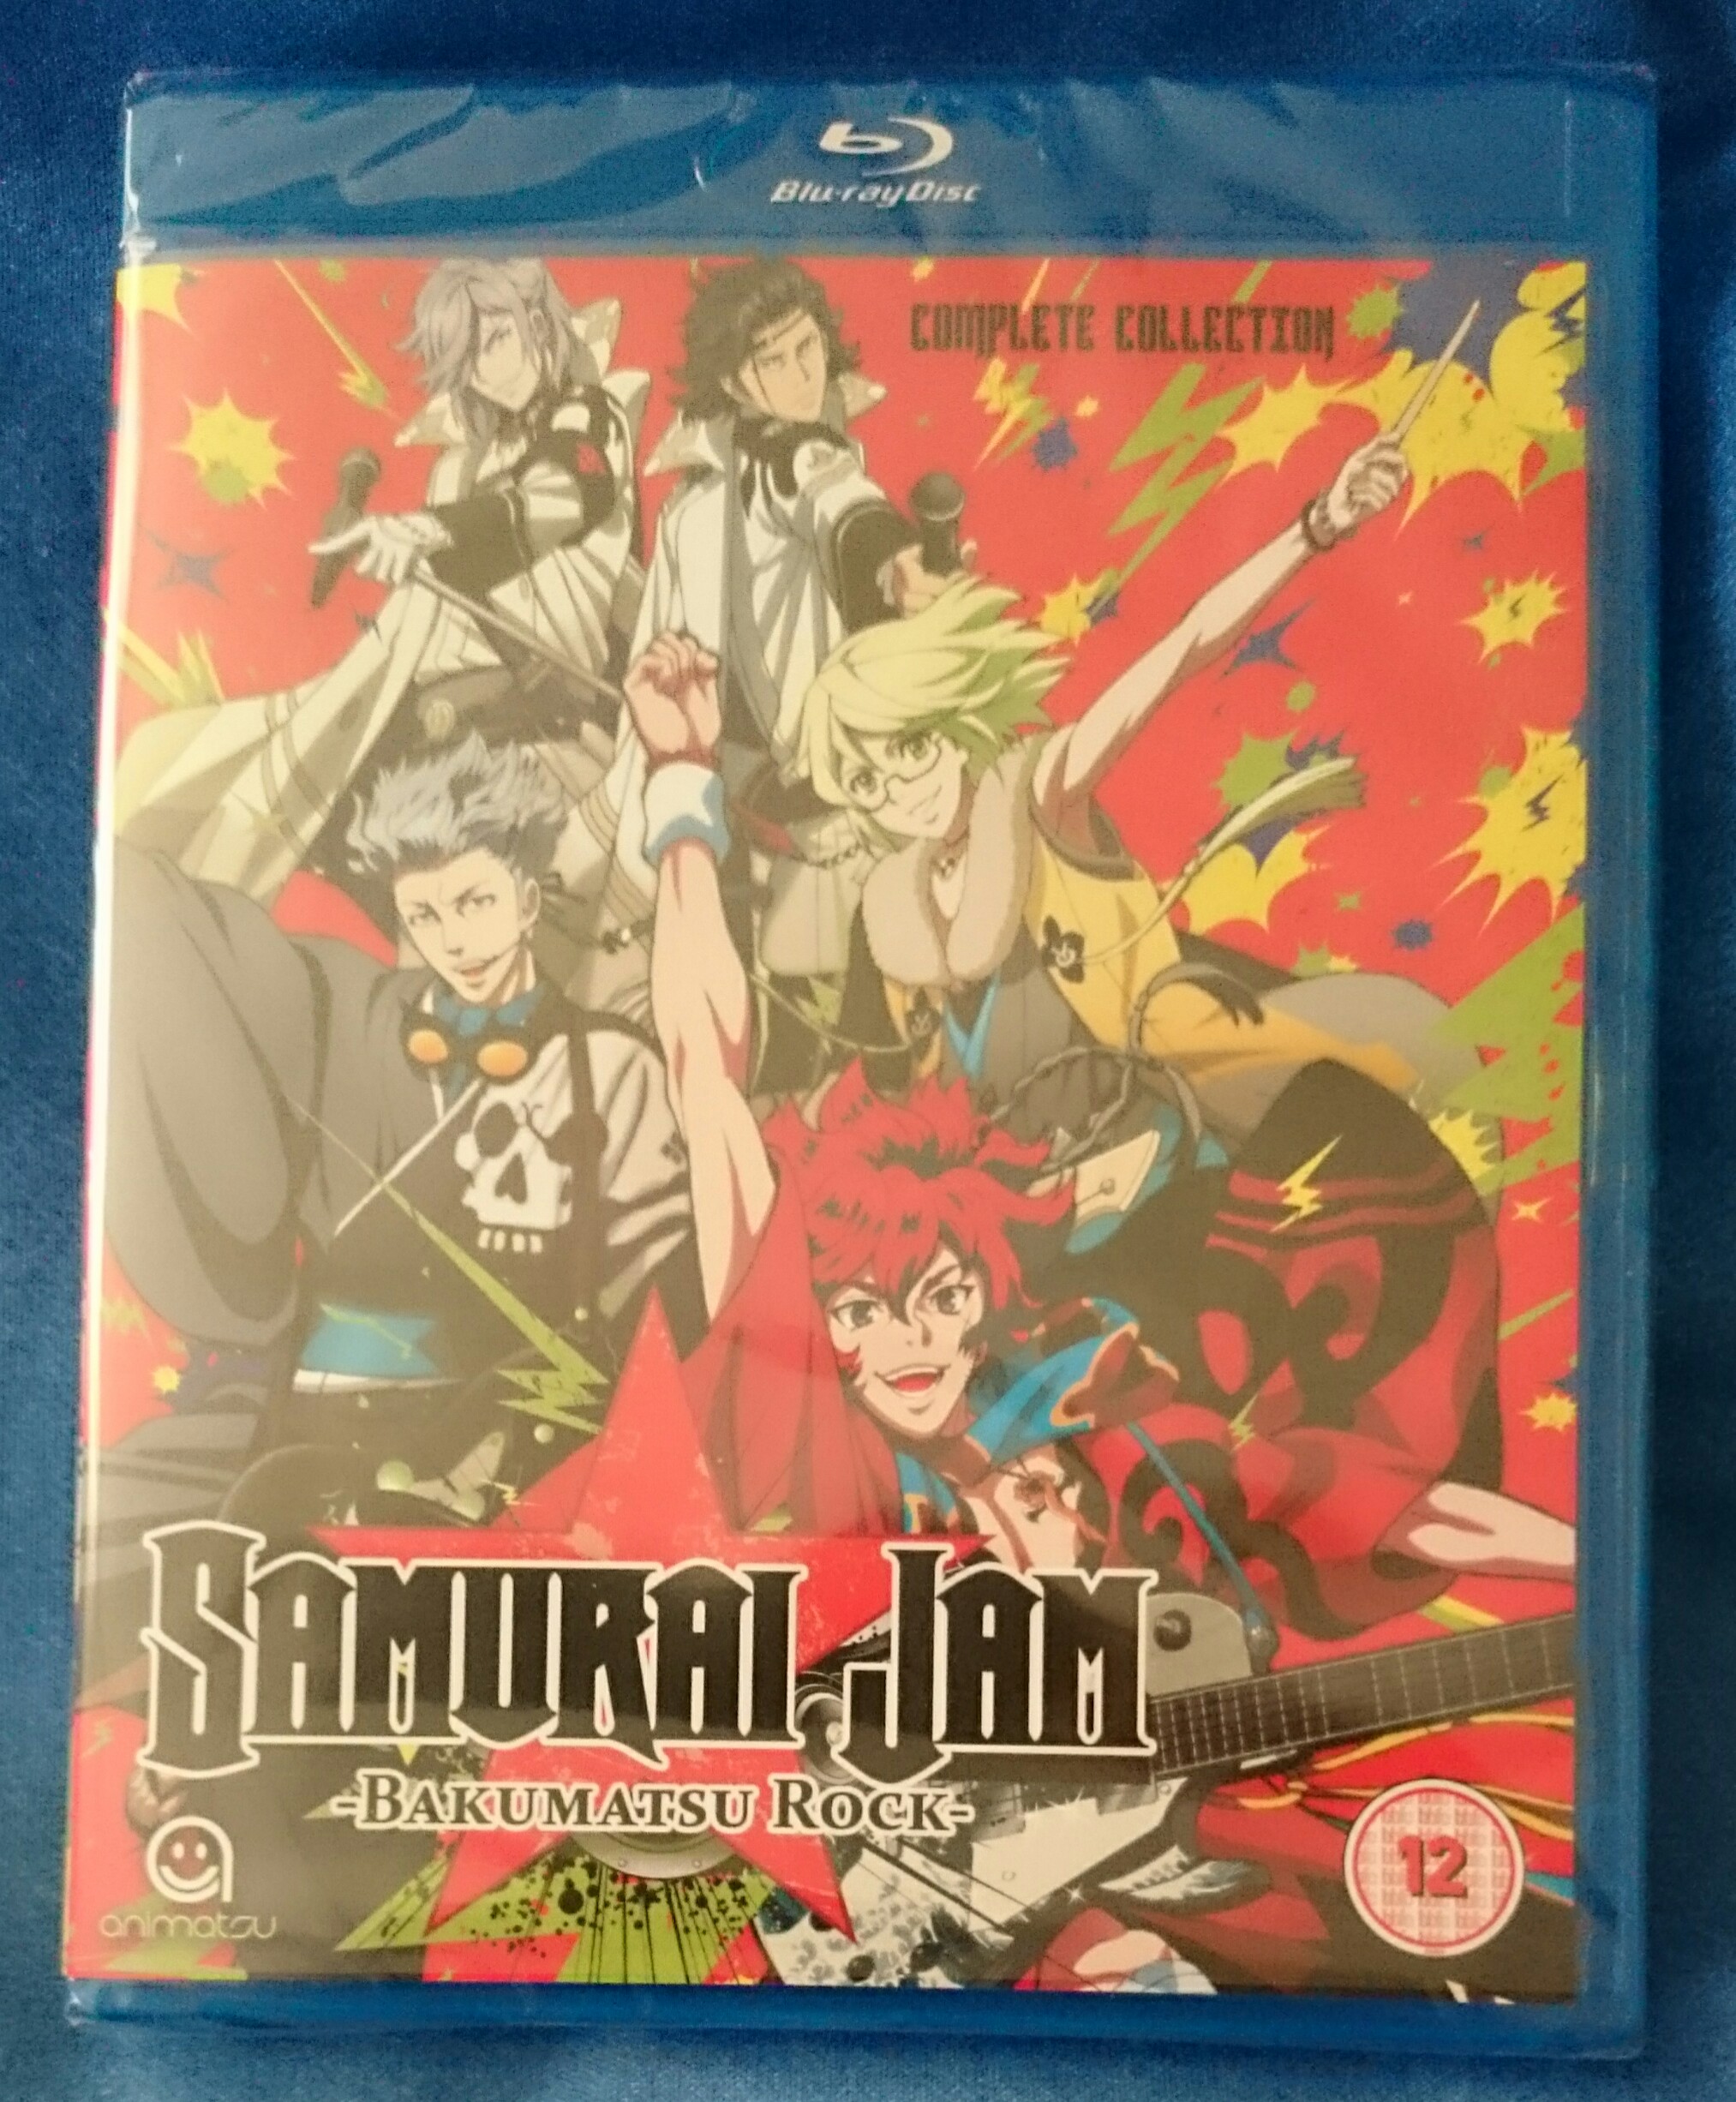 Blu-ray Disc
COMPLETE COLLECTION
SAMURAI JAM
-BAKUMATSU ROCK-
animatsu
12